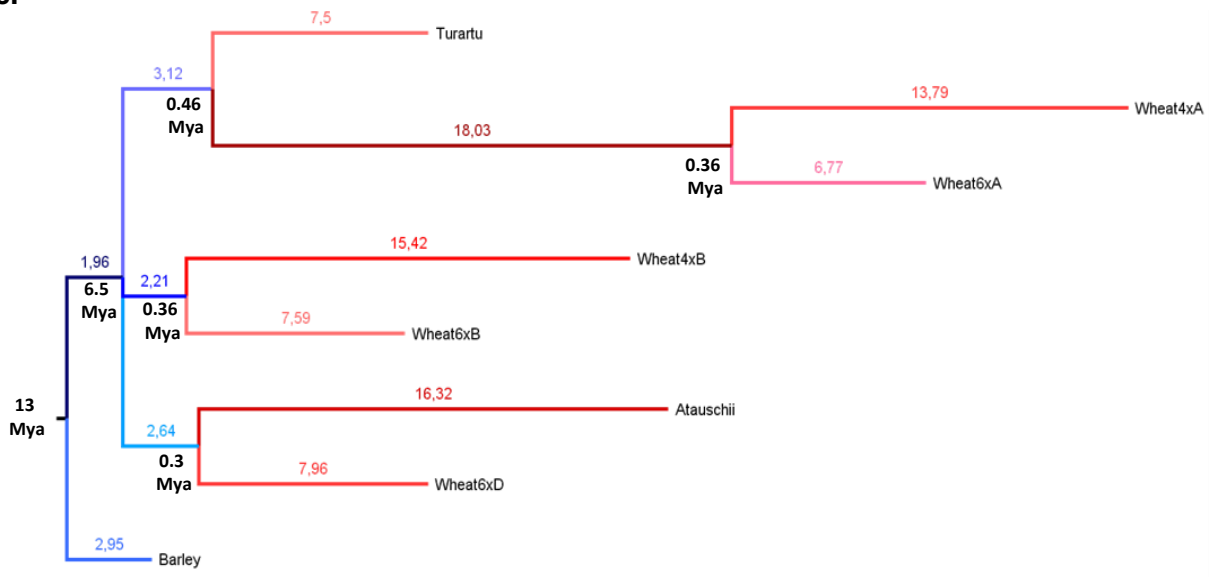 7,5
Turartu
3,12
0.46
Mya
13,79
Wheat4xA
18,03
0.36
Mya
6,77
Wheat6xA
15,42
Wheat4xB
1,96
2,21
6.5
Mya
0.36
Mya
7,59
Wheat6xB
13
Mya
16,32
Atauschii
2,64
0.3
Mya
7,96
Wheat6xD
2,95
Barley